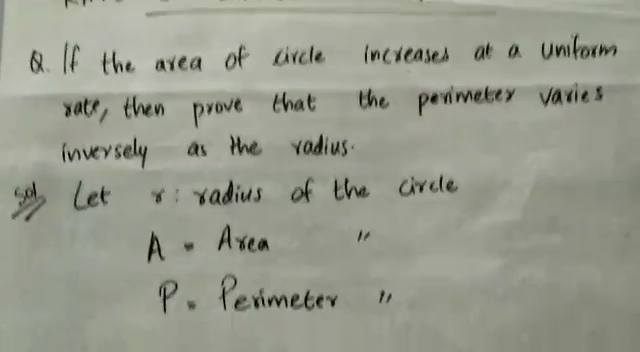 Q. If the area of circle increases at a uniform
rate, then prove that the perimeter varies
inversely as the radius.
Sol Let r : radius of the circle
A = Area "
P = Perimeter "